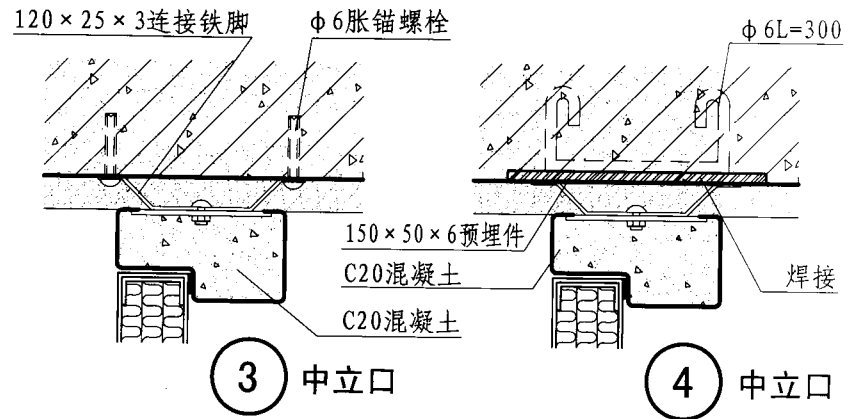 120×25×3连接铁脚
φ6胀锚螺栓
φ6L=300
150×50×6预埋件
C20混凝土
焊接
C20混凝土
3 中立口
4 中立口